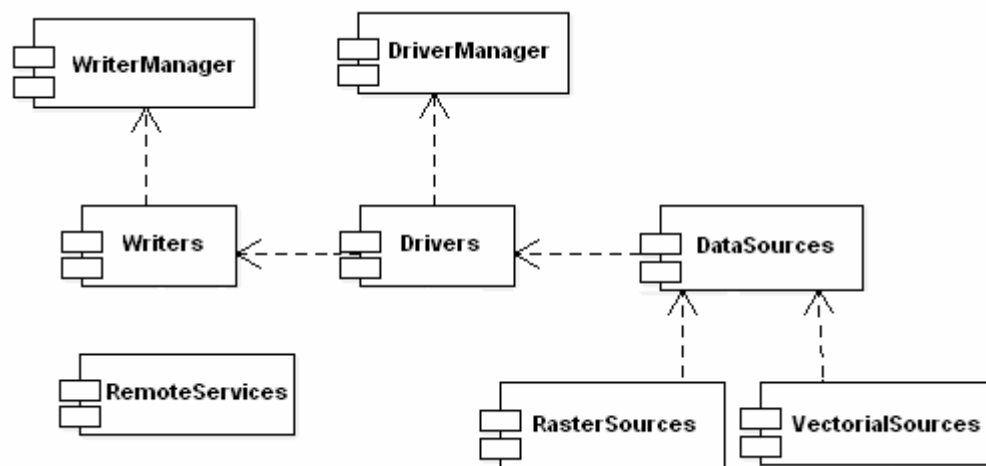 WriterManager
DriverManager
Writers
Drivers
DataSources
RemoteServices
RasterSources
VectorialSources